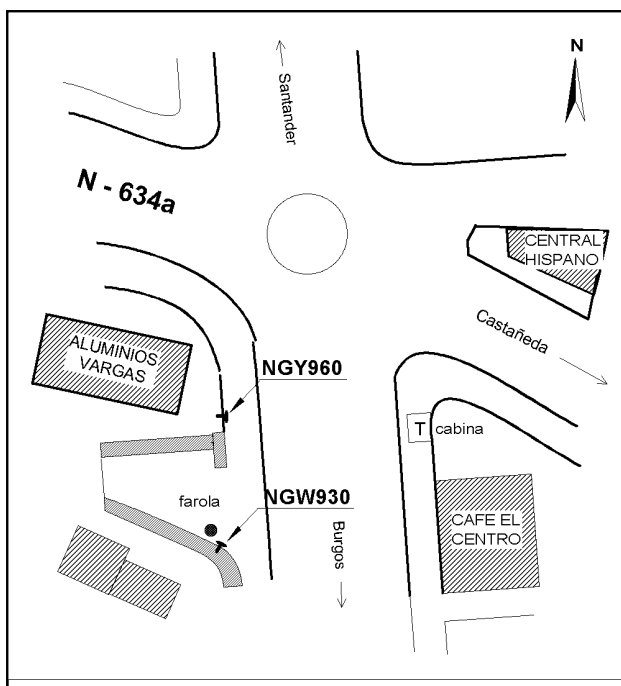 N
Santander
N - 634a
CENTRAL
HISPANO
Castañeda
ALUMINIOS
VARGAS
NGY960
T cabina
farola
NGW930
CAFE EL
CENTRO
Burgos